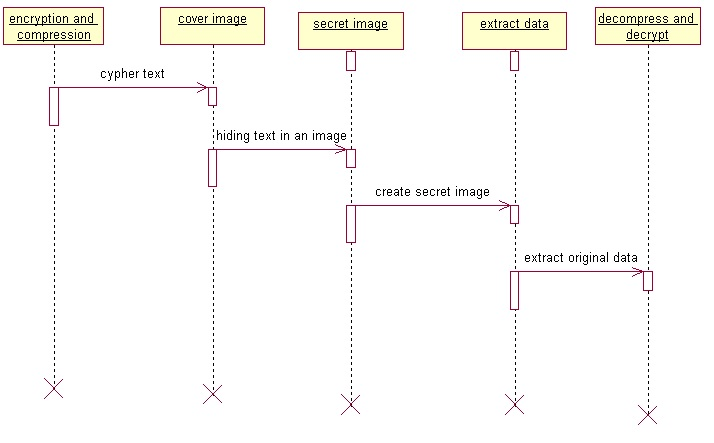 encryption and
compression
cover image
secret image
extract data
decompress and
decrypt
cypher text
hiding text in an image
create secret image
extract original data